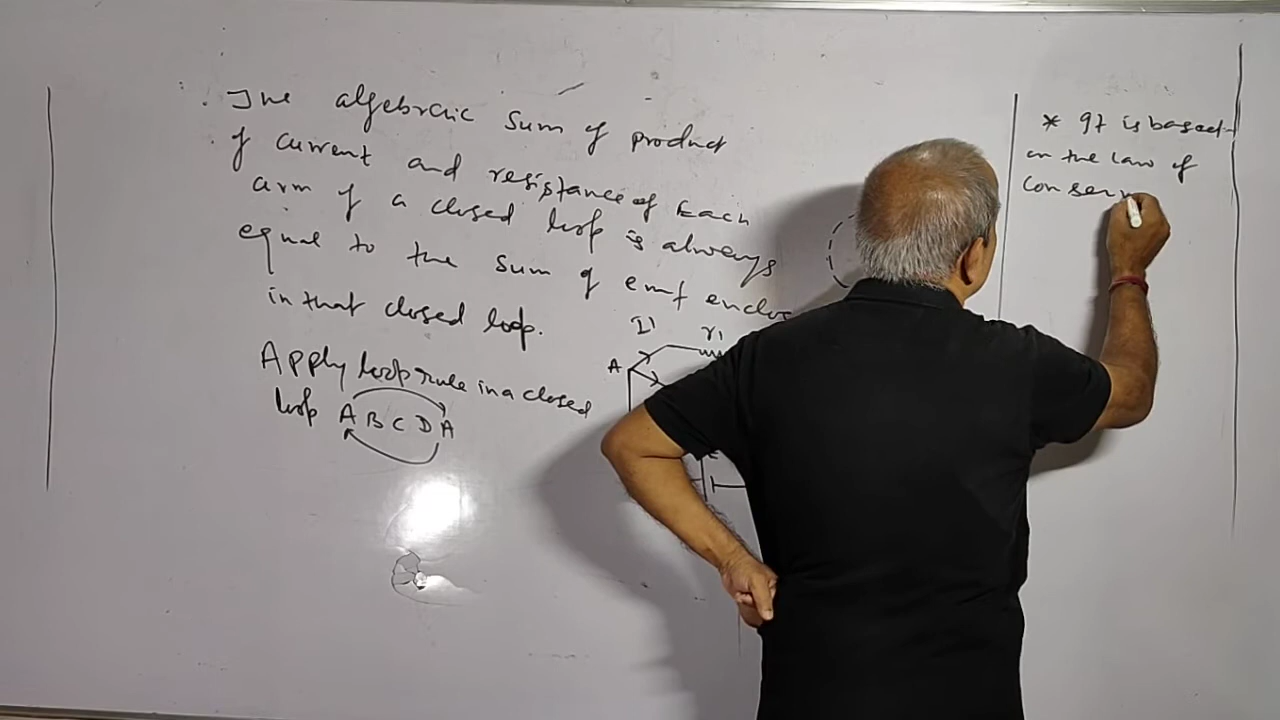 The algebraic sum of product
of current and resistance of Each
arm of a closed loop is always
equal to the sum of emf enclos
in that closed loop.
Apply loop rule in a closed
loop A B C D A
I1
r1
A
* It is based
on the law of
conserv